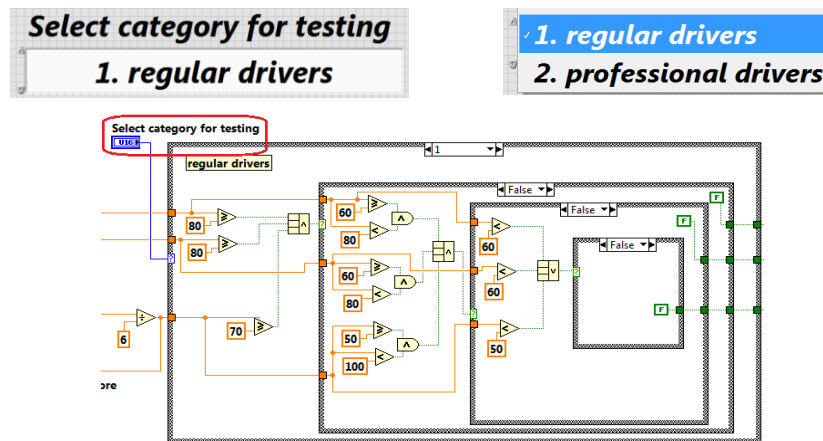 Select category for testing
1. regular drivers
✓ 1. regular drivers
2. professional drivers
Select category for testing
U16
1
regular drivers
False
F
60
False
80
80
F
80
60
False
60
80
60
F
50
70
6
50
100
ore